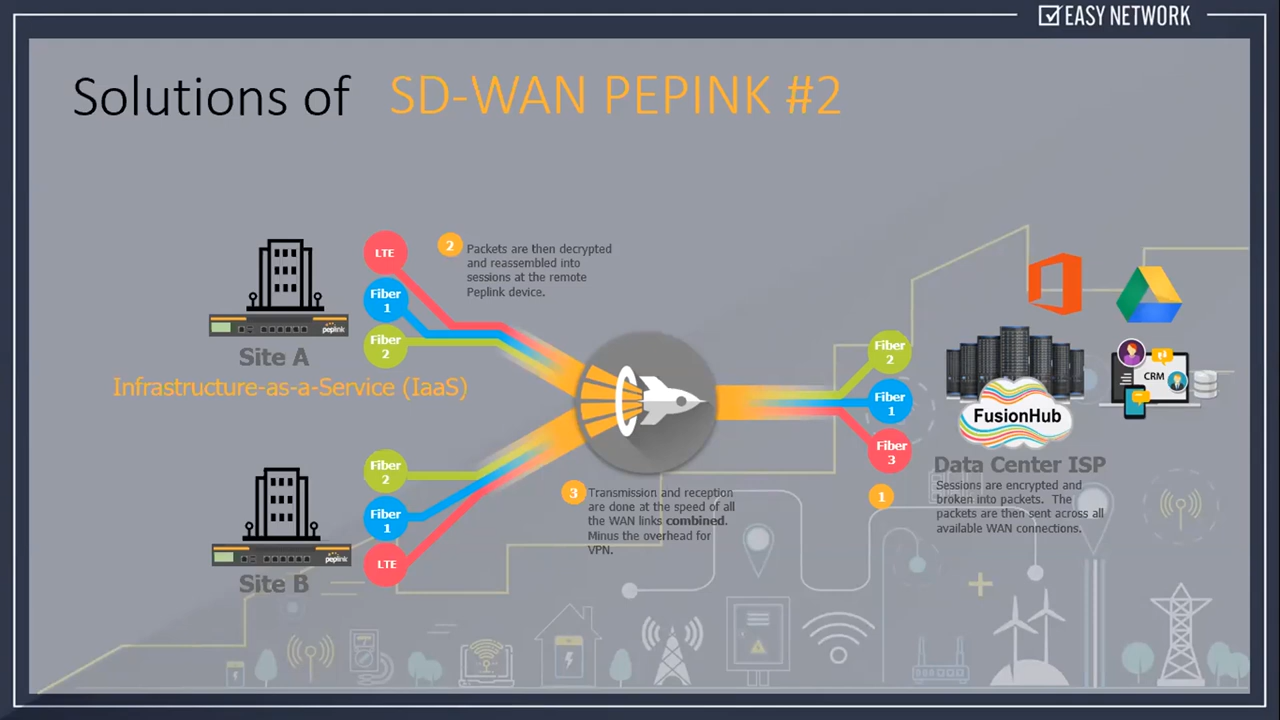 EASY NETWORK
Solutions of SD-WAN PEPINK #2
LTE
Fiber
1
Fiber
2
peplink
Site A
Infrastructure-as-a-Service (IaaS)
2
Packets are then decrypted
and reassembled into
sessions at the remote
Peplink device.
Fiber
2
Fiber
1
LTE
peplink
Site B
3
Transmission and reception
are done at the speed of all
the WAN links combined.
Minus the overhead for
VPN.
Fiber
2
Fiber
1
Fiber
3
CRM
FusionHub
Data Center ISP
1
Sessions are encrypted and
broken into packets. The
packets are then sent across all
available WAN connections.